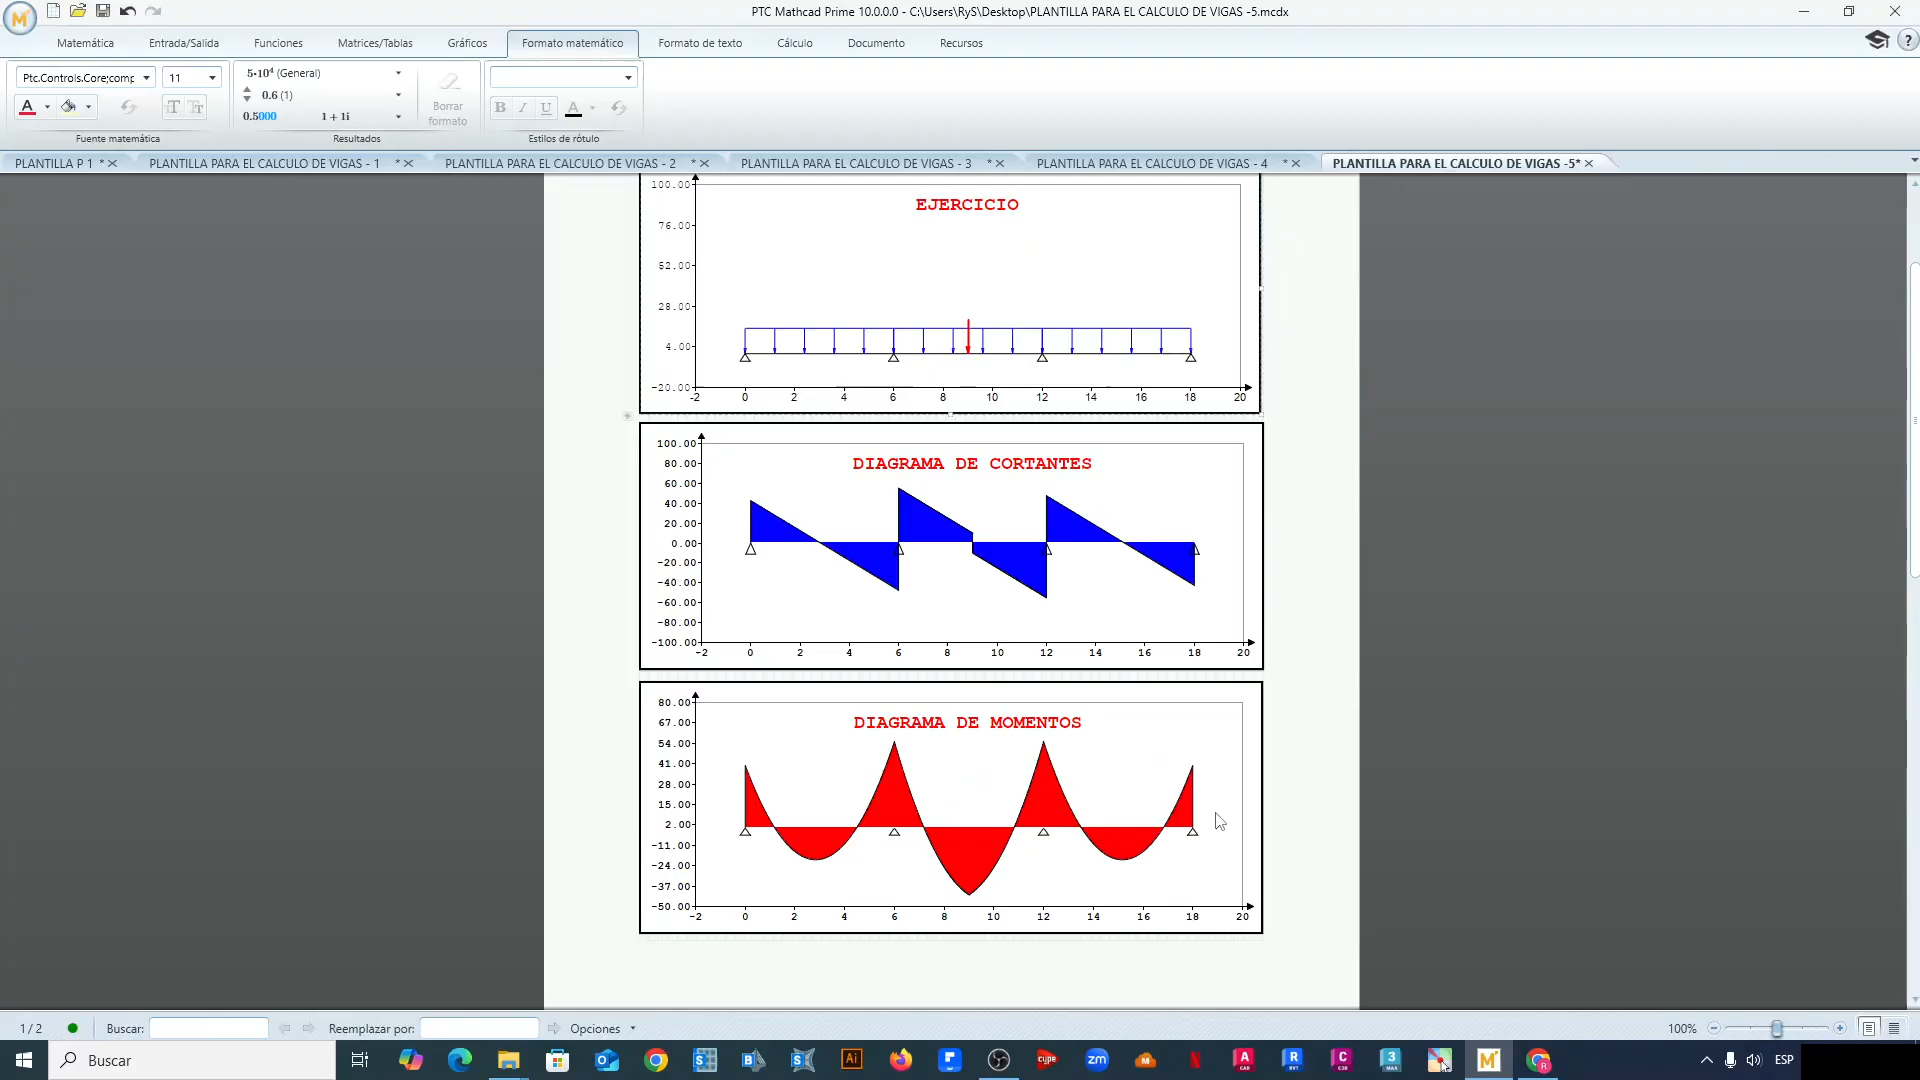 PTC Mathcad Prime 10.0.0.0 - C:\Users\RyS\Desktop\PLANTILLA PARA EL CALCULO DE VIGAS -5.mcdx
Matemática Entrada/Salida Funciones Matrices/Tablas Gráficos Formato matemático Formato de texto Cálculo Documento Recursos
Ptc.Controls.Core;comp 11
5·10⁴ (General)
0.6 (1)
0.5000 1 + 1i
Borrar
formato
A B I U A
Fuente matemática Resultados Estilos de rótulo
PLANTILLA P 1 * PLANTILLA PARA EL CALCULO DE VIGAS - 1 * PLANTILLA PARA EL CALCULO DE VIGAS - 2 * PLANTILLA PARA EL CALCULO DE VIGAS - 3 * PLANTILLA PARA EL CALCULO DE VIGAS - 4 * PLANTILLA PARA EL CALCULO DE VIGAS -5*
EJERCICIO
100.00
76.00
52.00
28.00
4.00
-20.00
-2 0 2 4 6 8 10 12 14 16 18 20
DIAGRAMA DE CORTANTES
100.00
80.00
60.00
40.00
20.00
0.00
-20.00
-40.00
-60.00
-80.00
-100.00
-2 0 2 4 6 8 10 12 14 16 18 20
DIAGRAMA DE MOMENTOS
80.00
67.00
54.00
41.00
28.00
15.00
2.00
-11.00
-24.00
-37.00
-50.00
-2 0 2 4 6 8 10 12 14 16 18 20
1 / 2 Buscar: Reemplazar por: Opciones 100%
Buscar ESP